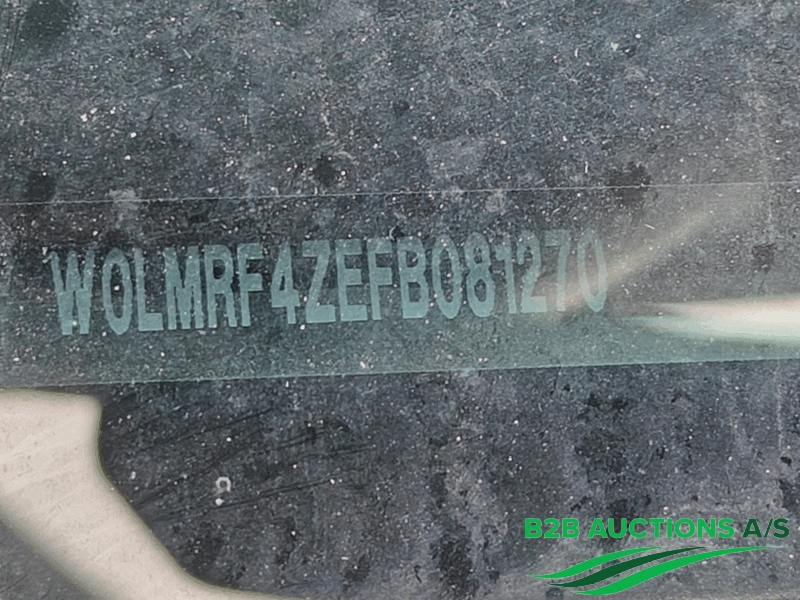 W0LMRF4ZEFB081270
B2B AUCTIONS A/S